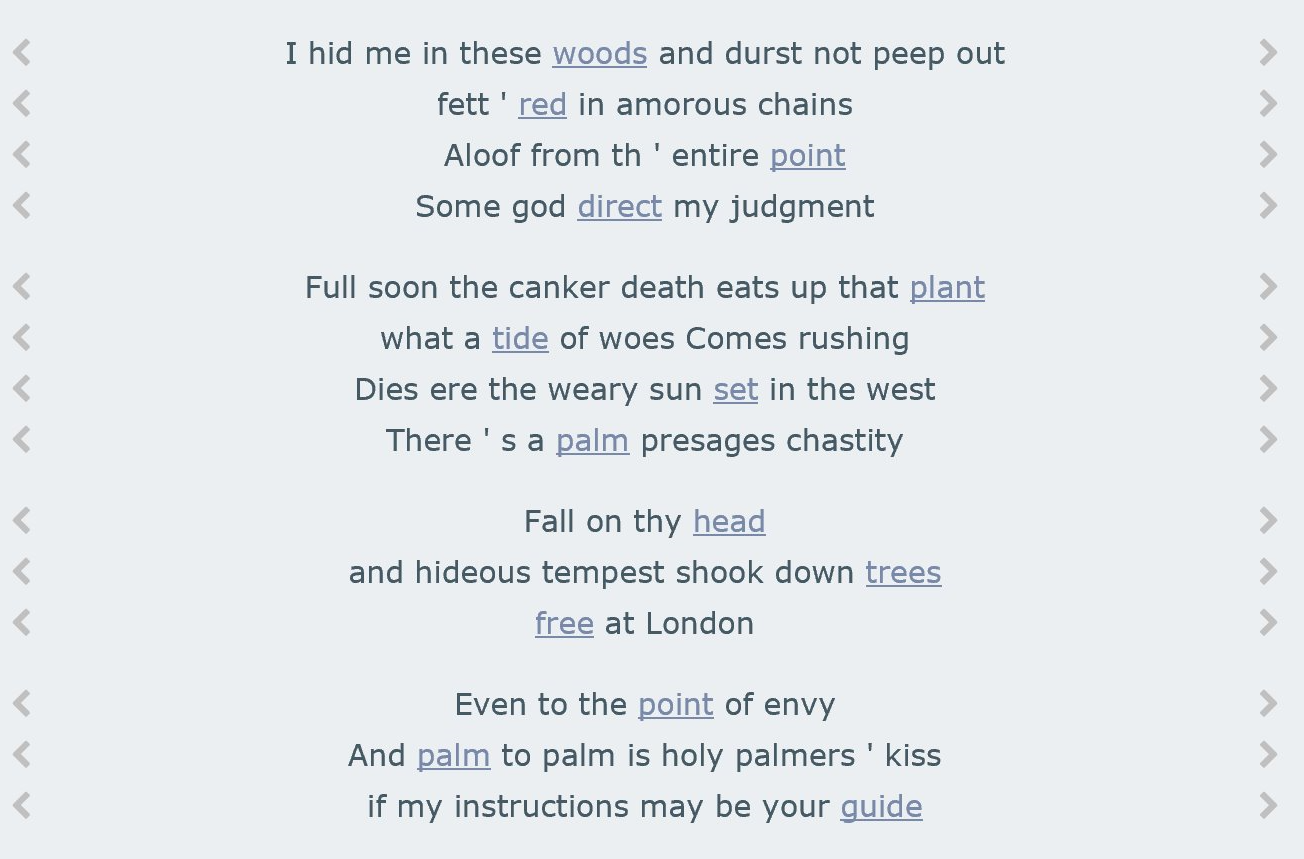 I hid me in these woods and durst not peep out
fett ' red in amorous chains
Aloof from th ' entire point
Some god direct my judgment
Full soon the canker death eats up that plant
what a tide of woes Comes rushing
Dies ere the weary sun set in the west
There ' s a palm presages chastity
Fall on thy head
and hideous tempest shook down trees
free at London
Even to the point of envy
And palm to palm is holy palmers ' kiss
if my instructions may be your guide